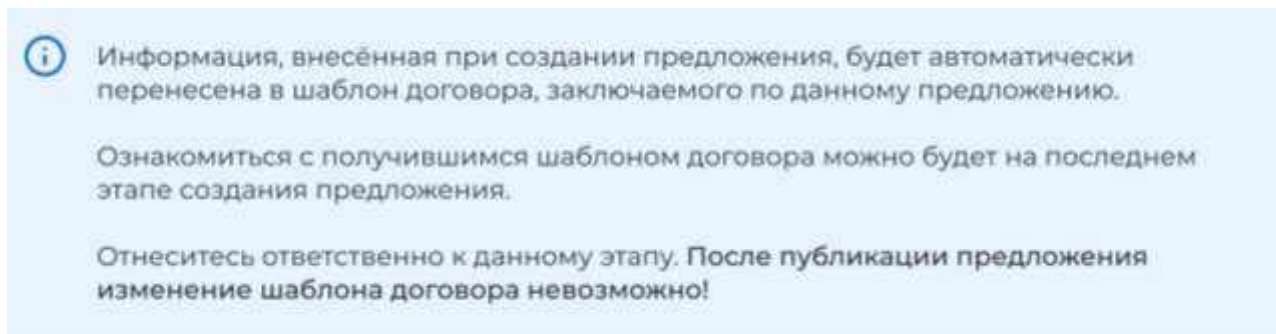 Информация, внесённая при создании предложения, будет автоматически
перенесена в шаблон договора, заключаемого по данному предложению.
Ознакомиться с получившимся шаблоном договора можно будет на последнем
этапе создания предложения.
Отнеситесь ответственно к данному этапу. После публикации предложения
изменение шаблона договора невозможно!